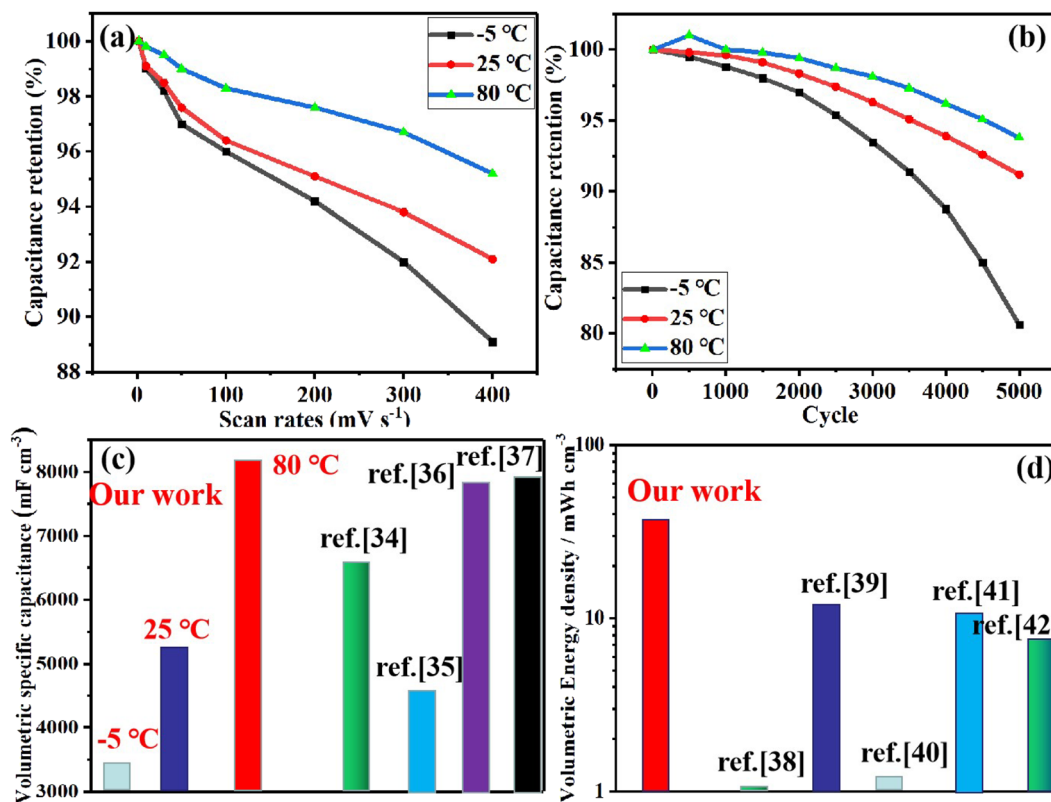 (a)
-5 ℃
25 ℃
80 ℃
Capacitance retention (%)
100
98
96
94
92
90
88
0 100 200 300 400
Scan rates (mV s-1)
(b)
-5 ℃
25 ℃
80 ℃
Capacitance retention (%)
100
95
90
85
80
0 1000 2000 3000 4000 5000
Cycle
(c)
Our work
Volumetric specific capacitance (mF cm-3)
8000
7000
6000
5000
4000
3000
-5 ℃
25 ℃
80 ℃
ref.[34]
ref.[35]
ref.[36]
ref.[37]
(d)
Our work
Volumetric Energy density / mWh cm-3
100
10
1
ref.[38]
ref.[39]
ref.[40]
ref.[41]
ref.[42